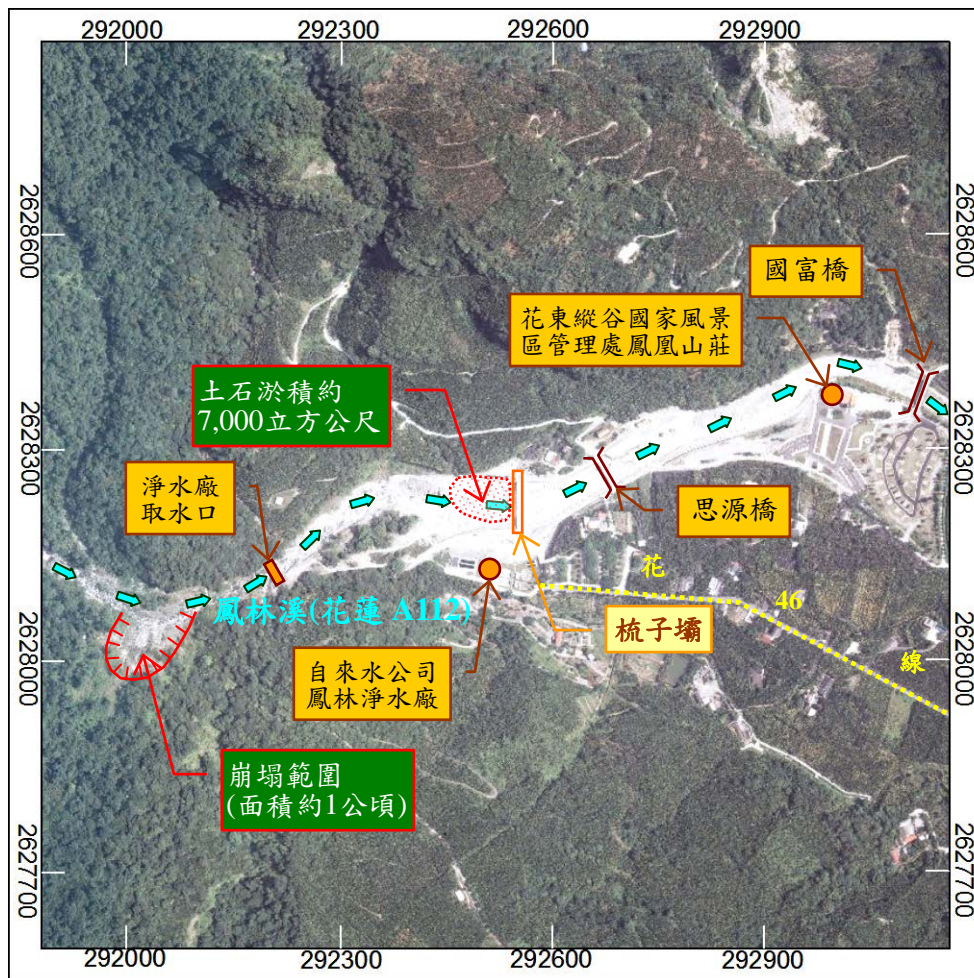 292000
292300
292600
292900
2628600
2628600
國富橋
花東縱谷國家風景
區管理處鳳凰山莊
土石淤積約
7,000立方公尺
2628300
2628300
淨水廠
取水口
思源橋
花
46
線
鳳林溪(花蓮 A112)
梳子壩
2628000
2628000
自來水公司
鳳林淨水廠
崩塌範圍
(面積約1公頃)
2627700
2627700
292000
292300
292600
292900